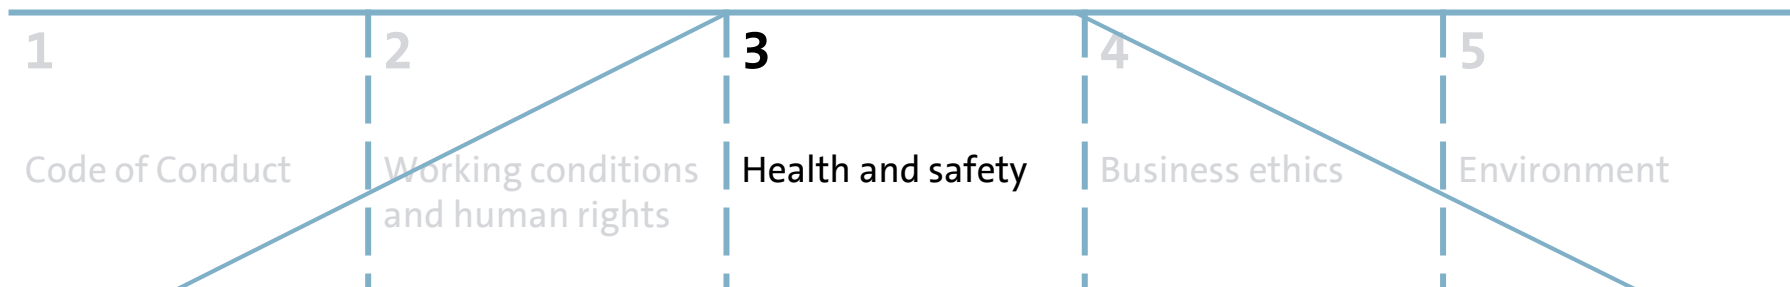 1
Code of Conduct
2
Working conditions
and human rights
3
Health and safety
4
Business ethics
5
Environment